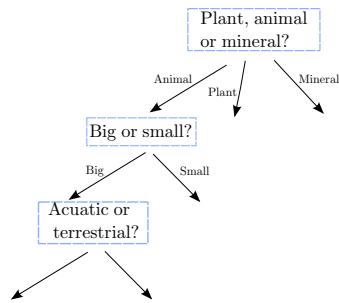 Plant, animal
or mineral?
Animal
Plant
Mineral
Big or small?
Big
Small
Acuatic or
terrestrial?